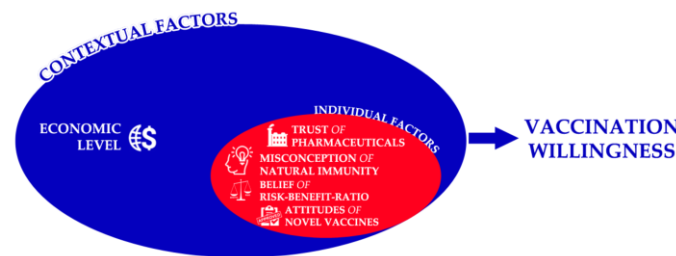 CONTEXTUAL FACTORS
INDIVIDUAL FACTORS
ECONOMIC
LEVEL
TRUST OF
PHARMACEUTICALS
MISCONCEPTION OF
NATURAL IMMUNITY
BELIEF OF
RISK-BENEFIT-RATIO
ATTITUDES OF
NOVEL VACCINES
VACCINATION
WILLINGNESS